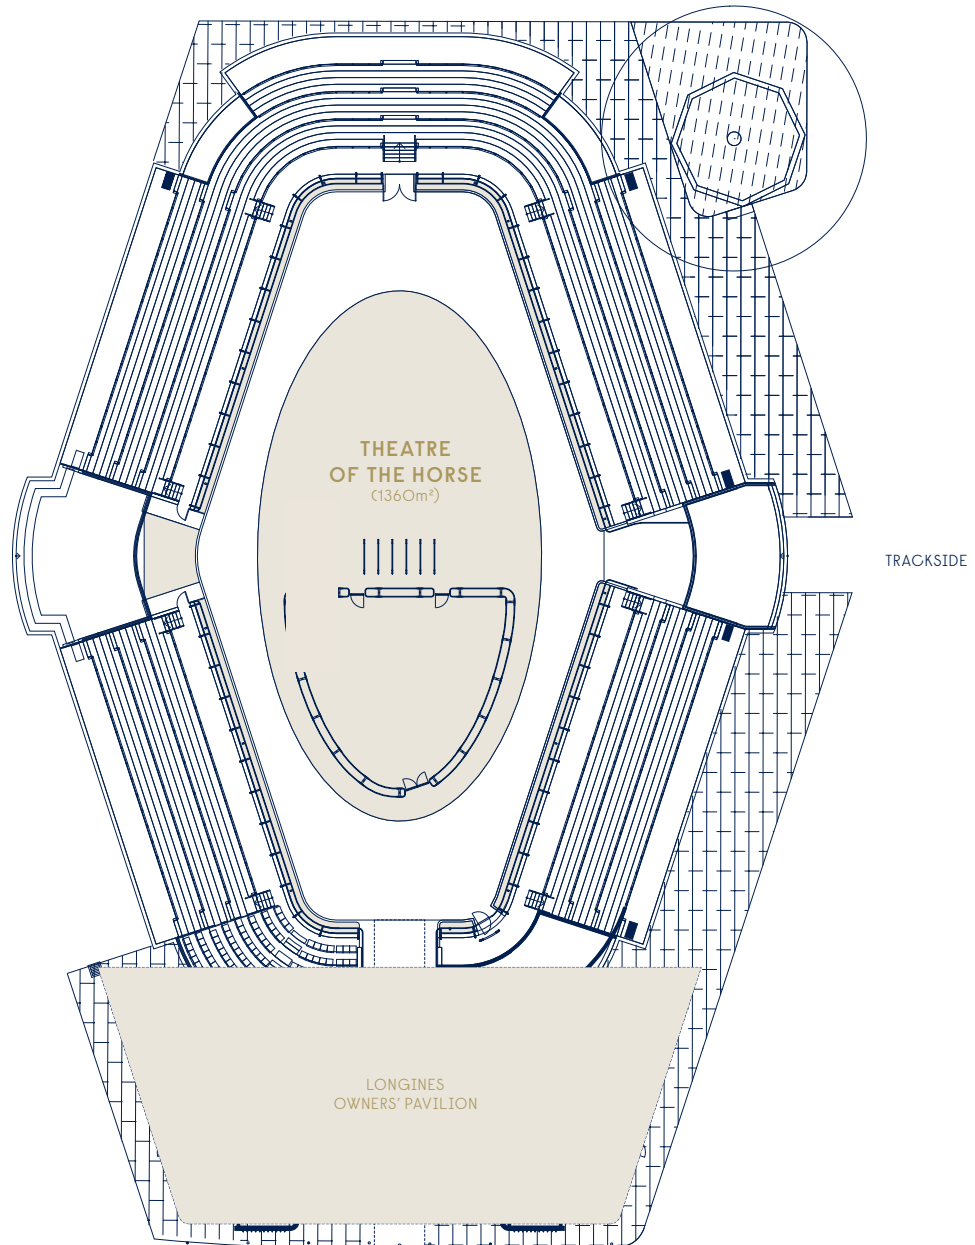 THEATRE
OF THE HORSE
(1360m²)
TRACKSIDE
LONGINES
OWNERS’ PAVILION